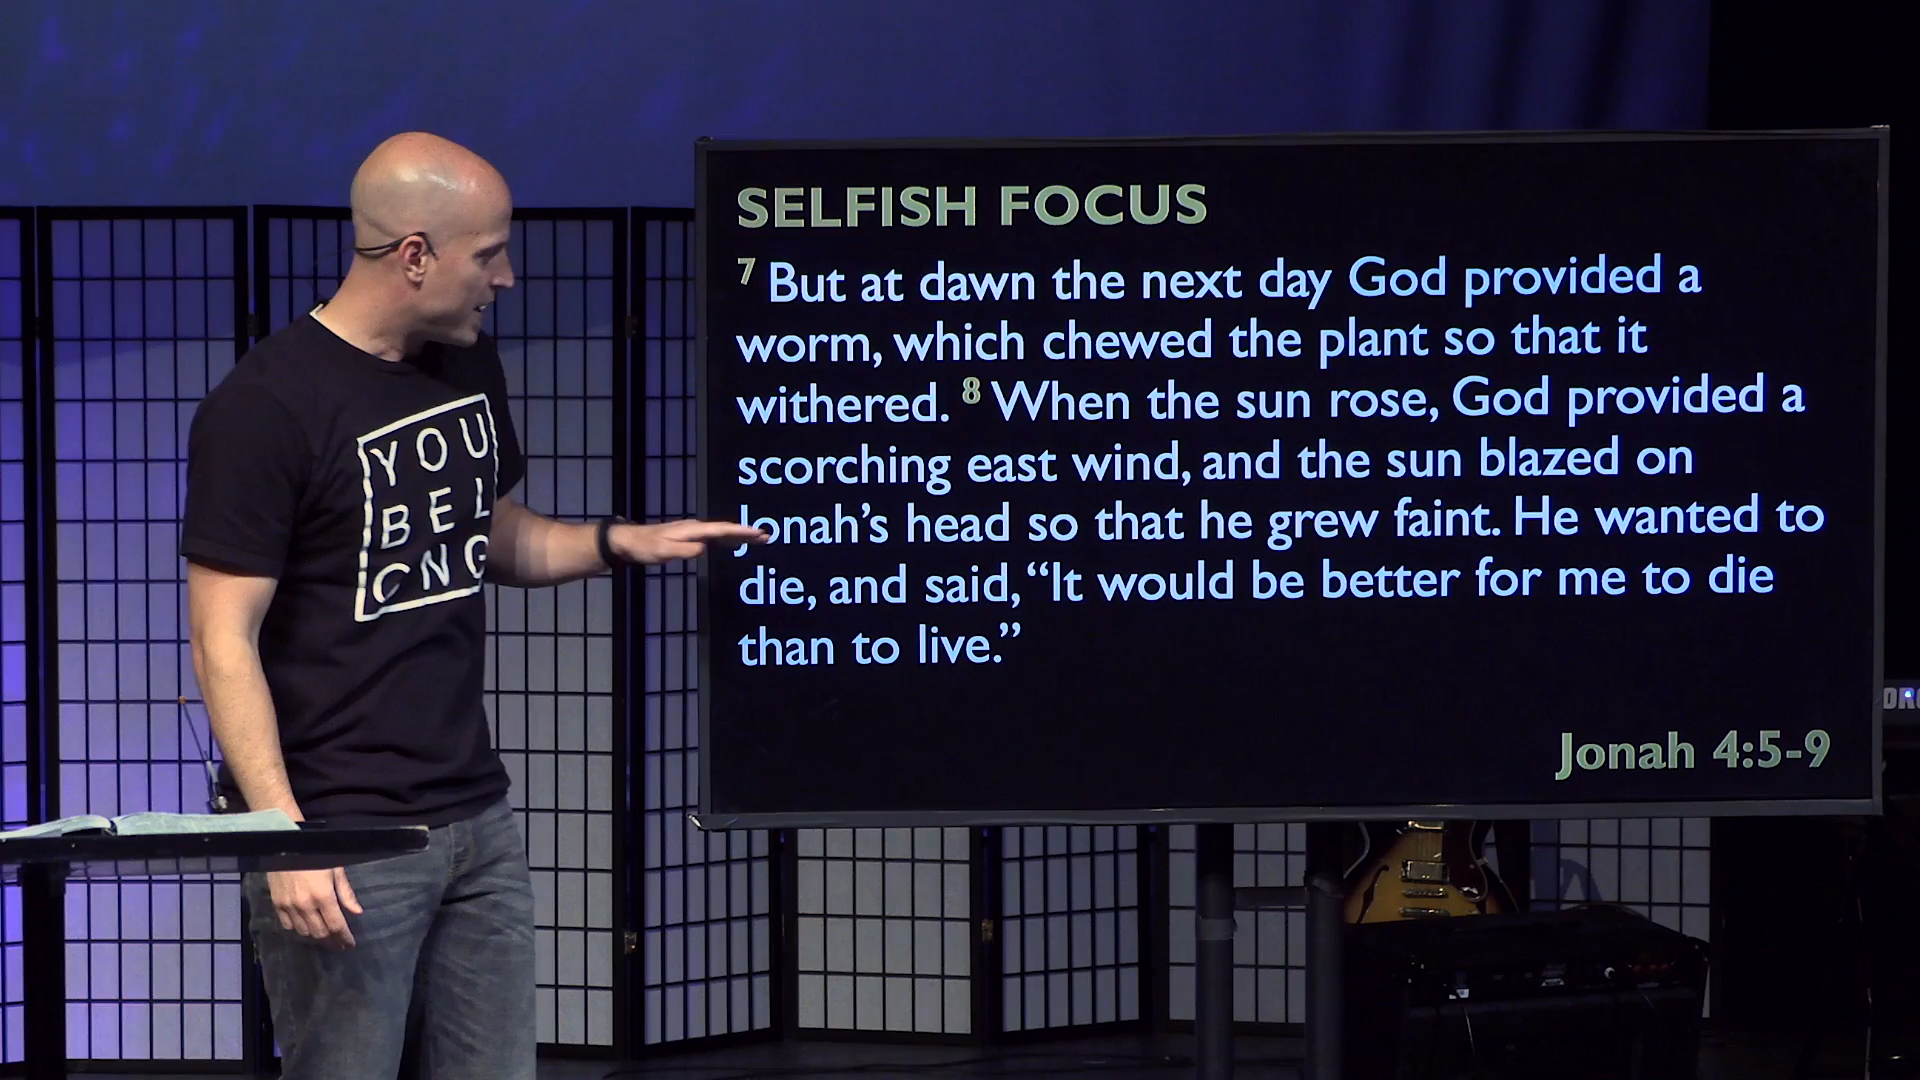 SELFISH FOCUS
7 But at dawn the next day God provided a
worm, which chewed the plant so that it
withered. 8 When the sun rose, God provided a
scorching east wind, and the sun blazed on
Jonah’s head so that he grew faint. He wanted to
die, and said, “It would be better for me to die
than to live.”
Jonah 4:5-9
YOU
BEL
ONG